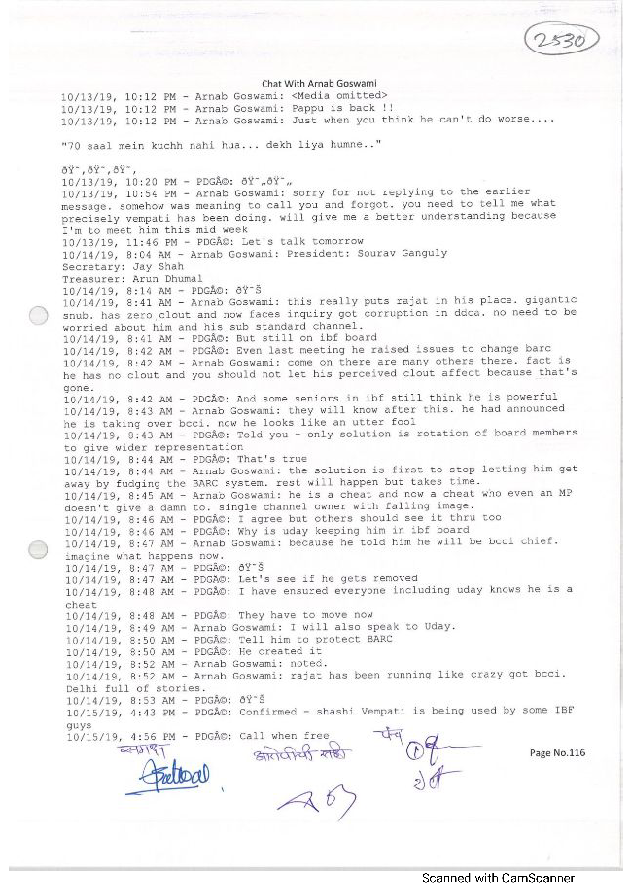 2530
Chat With Arnab Goswami
10/13/19, 10:12 PM - Arnab Goswami: <Media omitted>
10/13/19, 10:12 PM - Arnab Goswami: Pappu is back !!
10/13/19, 10:12 PM - Arnab Goswami: Just when you think he can't do worse....
"70 saal mein kuchh nahi hua... dekh liya humne.."
ðŸ˜‚ðŸ˜‚ðŸ˜‚
10/13/19, 10:20 PM - PDGÂ©: ðŸ˜„ðŸ˜„
10/13/19, 10:54 PM - Arnab Goswami: sorry for not replying to the earlier
message. somehow was meaning to call you and forgot. you need to tell me what
precisely vempati has been doing. will give me a better understanding because
I'm to meet him this mid week
10/13/19, 11:46 PM - PDGÂ©: Let's talk tomorrow
10/14/19, 8:04 AM - Arnab Goswami: President: Sourav Ganguly
Secretary: Jay Shah
Treasurer: Arun Dhumal
10/14/19, 8:14 AM - PDGÂ©: ðŸ˜Š
10/14/19, 8:41 AM - Arnab Goswami: this really puts rajat in his place. gigantic
snub. has zero clout and now faces inquiry got corruption in ddca. no need to be
worried about him and his sub standard channel.
10/14/19, 8:41 AM - PDGÂ©: But still on ibf board
10/14/19, 8:42 AM - PDGÂ©: Even last meeting he raised issues to change barc
10/14/19, 8:42 AM - Arnab Goswami: come on there are many others there. fact is
he has no clout and you should not let his perceived clout affect because that's
gone.
10/14/19, 8:42 AM - PDGÂ©: And some seniors in ibf still think he is powerful
10/14/19, 8:43 AM - Arnab Goswami: they will know after this. he had announced
he is taking over bcci. now he looks like an utter fool
10/14/19, 8:43 AM - PDGÂ©: Told you - only solution is rotation of board members
to give wider representation
10/14/19, 8:44 AM - PDGÂ©: That's true
10/14/19, 8:44 AM - Arnab Goswami: the solution is first to stop letting him get
away by fudging the BARC system. rest will happen but takes time.
10/14/19, 8:45 AM - Arnab Goswami: he is a cheat and now a cheat who even an MP
doesn't give a damn to. single channel owner with falling image.
10/14/19, 8:46 AM - PDGÂ©: I agree but others should see it thru too
10/14/19, 8:46 AM - PDGÂ©: Why is uday keeping him in ibf board
10/14/19, 8:47 AM - Arnab Goswami: because he told him he will be bcci chief.
imagine what happens now.
10/14/19, 8:47 AM - PDGÂ©: ðŸ˜Š
10/14/19, 8:47 AM - PDGÂ©: Let's see if he gets removed
10/14/19, 8:48 AM - PDGÂ©: I have ensured everyone including uday knows he is a
cheat
10/14/19, 8:48 AM - PDGÂ©: They have to move now
10/14/19, 8:49 AM - Arnab Goswami: I will also speak to Uday.
10/14/19, 8:50 AM - PDGÂ©: Tell him to protect BARC
10/14/19, 8:50 AM - PDGÂ©: He created it
10/14/19, 8:52 AM - Arnab Goswami: noted.
10/14/19, 8:52 AM - Arnab Goswami: rajat has been running like crazy got bcci.
Delhi full of stories.
10/14/19, 8:53 AM - PDGÂ©: ðŸ˜Š
10/15/19, 4:43 PM - PDGÂ©: Confirmed - shashi Vempati is being used by some IBF
guys
10/15/19, 4:56 PM - PDGÂ©: Call when free
समक्ष
पंच
Page No.116
Scanned with CamScanner